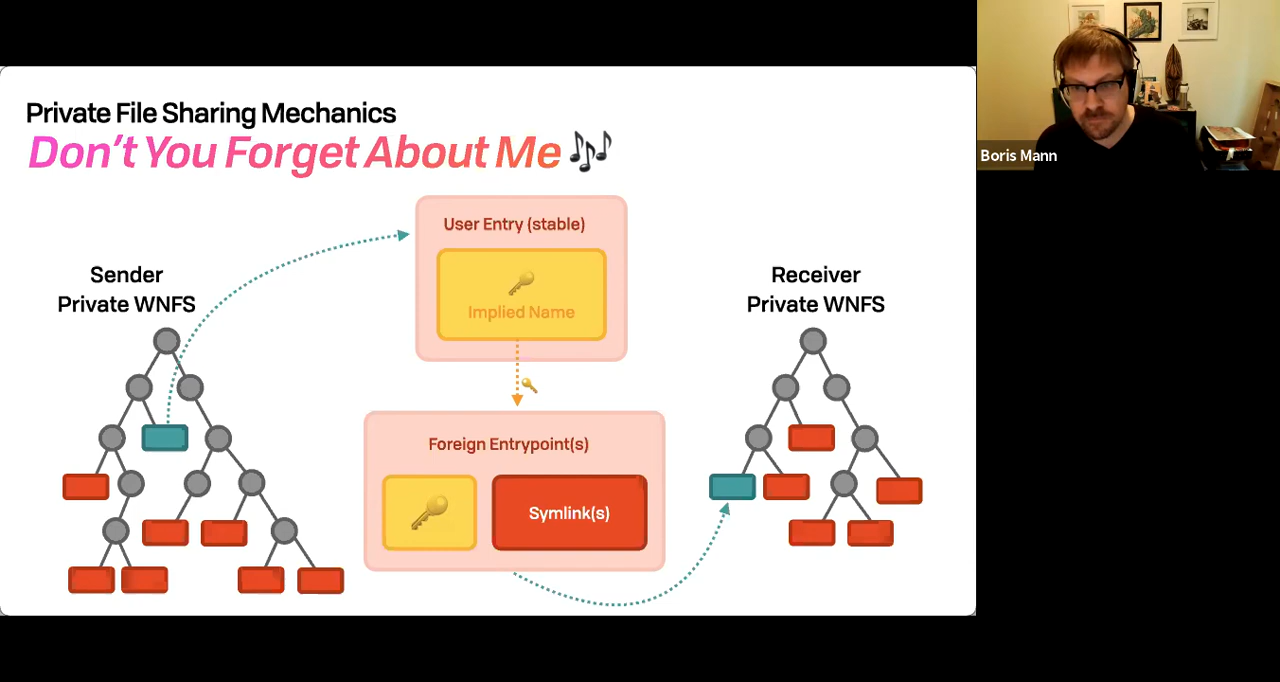 Private File Sharing Mechanics
Don't You Forget About Me 🎶
Boris Mann
User Entry (stable)
Implied Name
Sender
Private WNFS
Receiver
Private WNFS
Foreign Entrypoint(s)
Symlink(s)